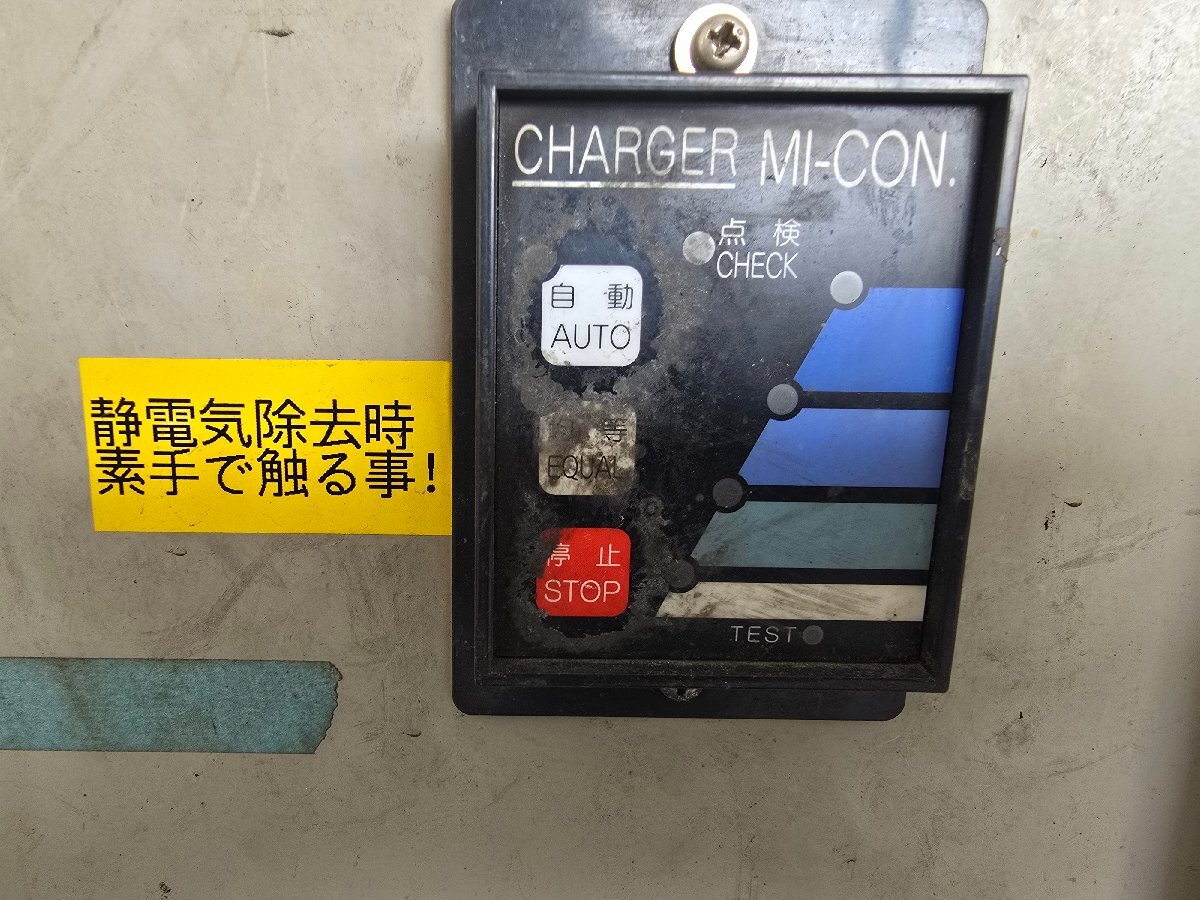 CHARGER MI-CON.
点検
CHECK
自動
AUTO
等
EQUAL
停止
STOP
TEST
静電気除去時
素手で触る事!